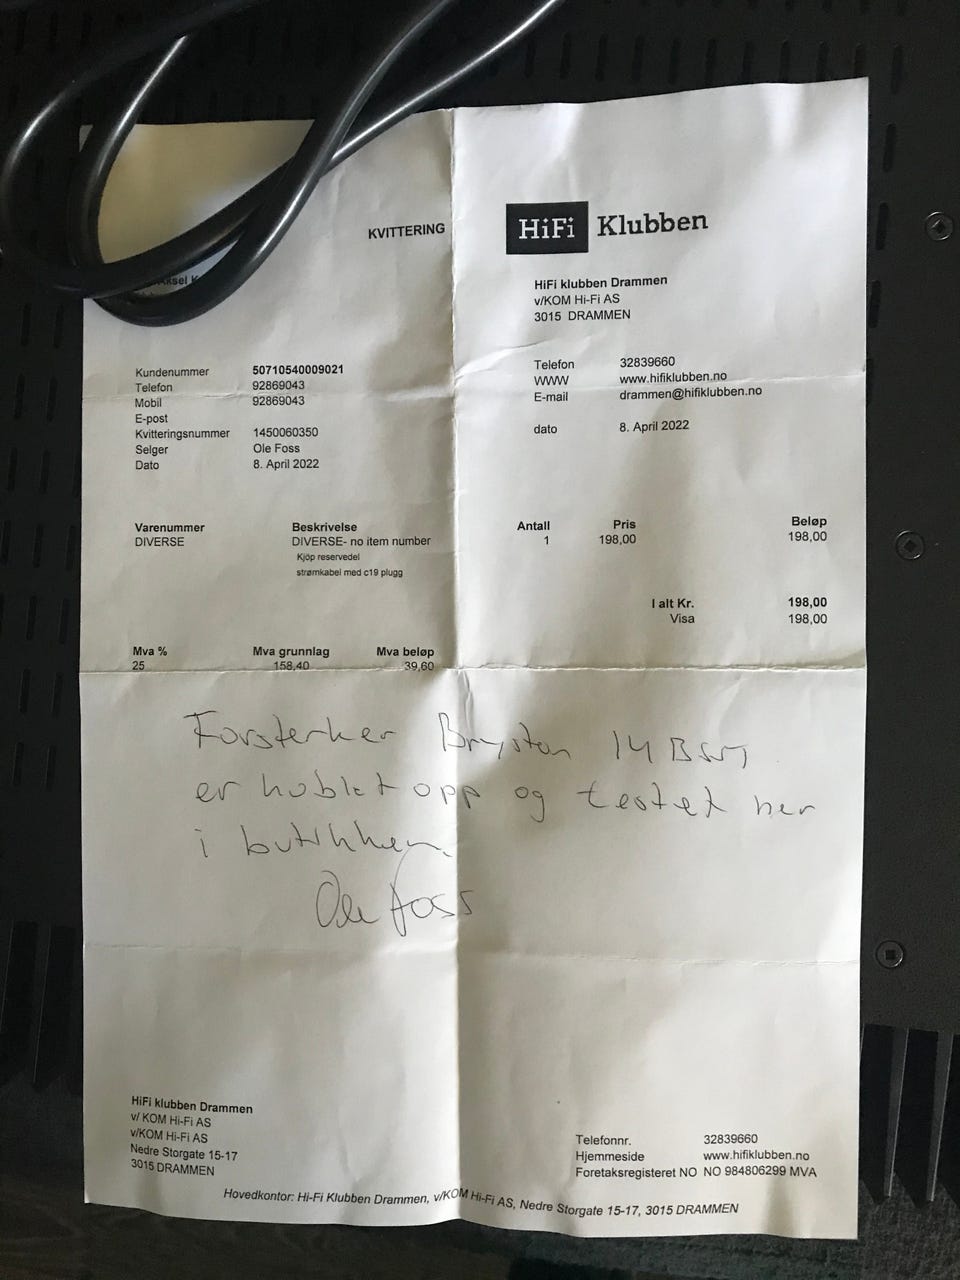 KVITTERING
HiFi Klubben
HiFi klubben Drammen
v/KOM Hi-Fi AS
3015 DRAMMEN
Kundenummer 50710540009021
Telefon 92869043
Mobil 92869043
E-post
Kvitteringsnummer 1450060350
Selger Ole Foss
Dato 8. April 2022
Telefon 32839660
WWW www.hifiklubben.no
E-mail drammen@hifiklubben.no
dato 8. April 2022
Varenummer Beskrivelse Antall Pris Beløp
DIVERSE DIVERSE- no item number 1 198,00 198,00
Kjöp reservedel
strømkabel med c19 plugg
I alt Kr. 198,00
Visa 198,00
Mva % Mva grunnlag Mva beløp
25 158,40 39,60
Forsterker Bryston 14 BSST
er koblet opp og testet her
i butikken.
Ole Foss
HiFi klubben Drammen
v/ KOM Hi-Fi AS
v/KOM Hi-Fi AS
Nedre Storgate 15-17
3015 DRAMMEN
Telefonnr. 32839660
Hjemmeside www.hifiklubben.no
Foretaksregisteret NO NO 984806299 MVA
Hovedkontor: Hi-Fi Klubben Drammen, v/KOM Hi-Fi AS, Nedre Storgate 15-17, 3015 DRAMMEN